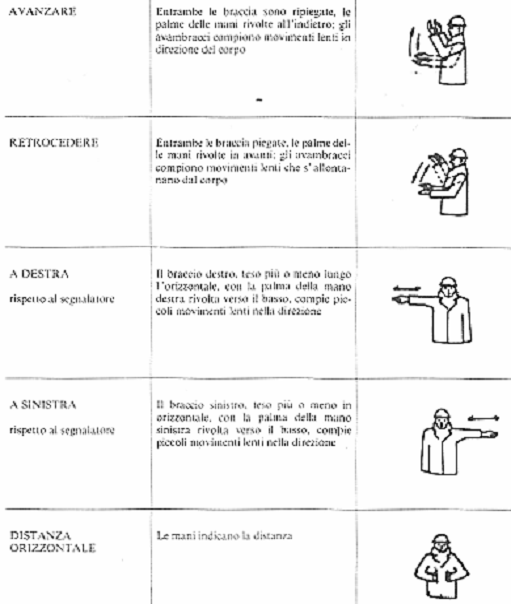 AVANZARE
Entrambe le braccia sono ripiegate, le
palme delle mani rivolte all'indietro; gli
avambracci compiono movimenti lenti in
direzione del corpo
RETROCEDERE
Entrambe le braccia piegate, le palme del-
le mani rivolte in avanti; gli avambracci
compiono movimenti lenti che s'allonta-
nano dal corpo
A DESTRA
rispetto al segnalatore
Il braccio destro, teso più o meno lungo
l'orizzontale, con la palma della mano
destra rivolta verso il basso, compie pic-
coli movimenti lenti nella direzione
A SINISTRA
rispetto al segnalatore
Il braccio sinistro, teso più o meno in
orizzontale, con la palma della mano
sinistra rivolta verso il basso, compie
piccoli movimenti lenti nella direzione
DISTANZA
ORIZZONTALE
Le mani indicano la distanza